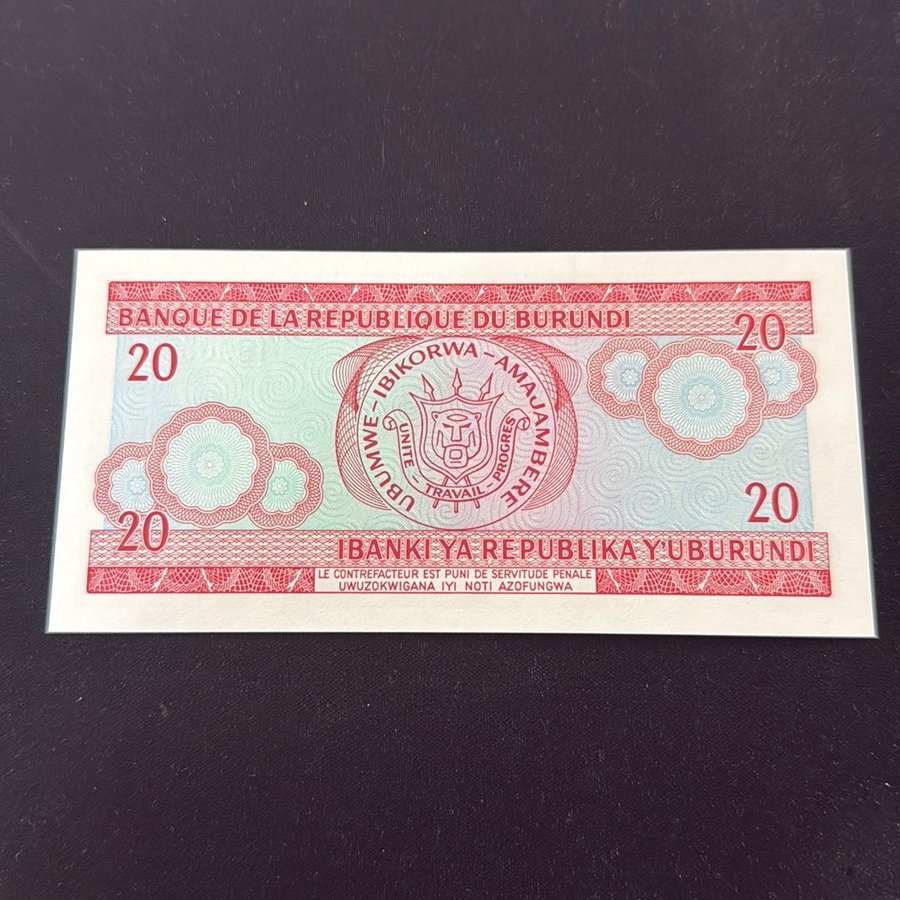 BANQUE DE LA REPUBLIQUE DU BURUNDI
20
20
UBUMWE - IBIKORWA - AMAJAMBERE
UNITE - TRAVAIL - PROGRES
20
20
IBANKI YA REPUBLIKA Y'UBURUNDI
LE CONTREFACTEUR EST PUNI DE SERVITUDE PENALE
UWUZOKWIGANA IYI NOTI AZOFUNGWA